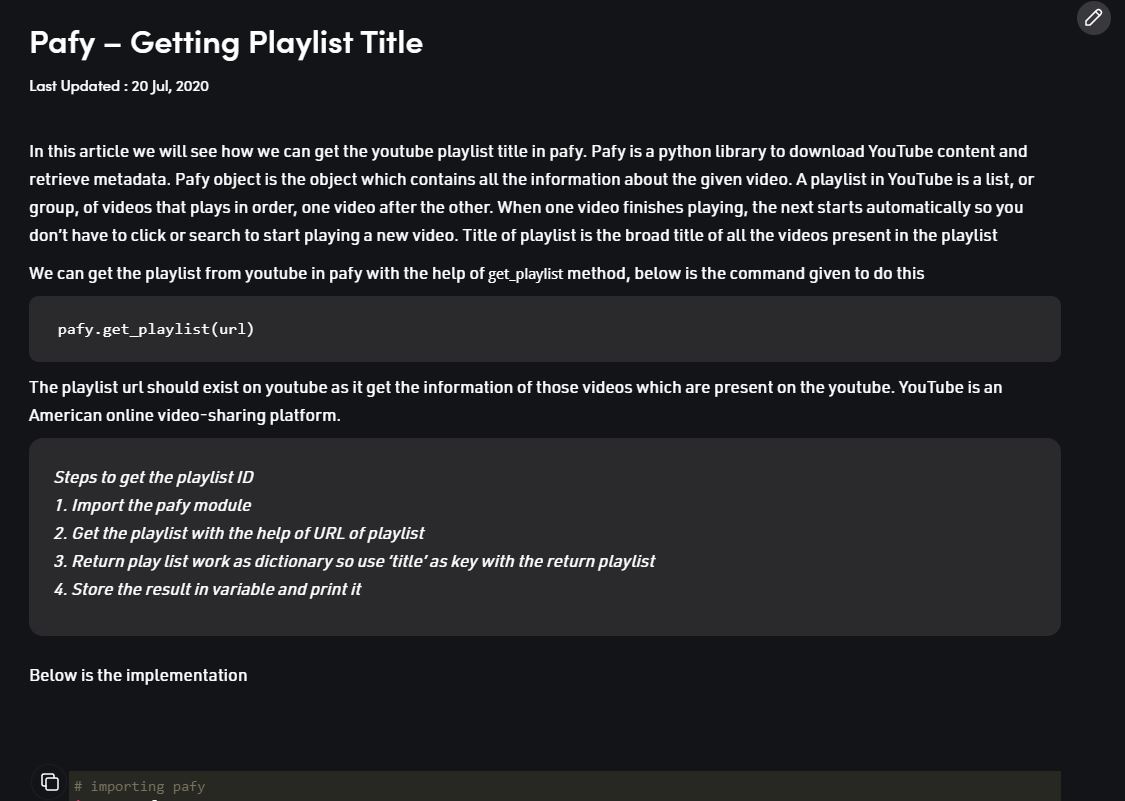 Pafy – Getting Playlist Title
Last Updated : 20 Jul, 2020
In this article we will see how we can get the youtube playlist title in pafy. Pafy is a python library to download YouTube content and
retrieve metadata. Pafy object is the object which contains all the information about the given video. A playlist in YouTube is a list, or
group, of videos that plays in order, one video after the other. When one video finishes playing, the next starts automatically so you
don’t have to click or search to start playing a new video. Title of playlist is the broad title of all the videos present in the playlist
We can get the playlist from youtube in pafy with the help of get_playlist method, below is the command given to do this
pafy.get_playlist(url)
The playlist url should exist on youtube as it get the information of those videos which are present on the youtube. YouTube is an
American online video-sharing platform.
Steps to get the playlist ID
1. Import the pafy module
2. Get the playlist with the help of URL of playlist
3. Return play list work as dictionary so use ‘title’ as key with the return playlist
4. Store the result in variable and print it
Below is the implementation
# importing pafy